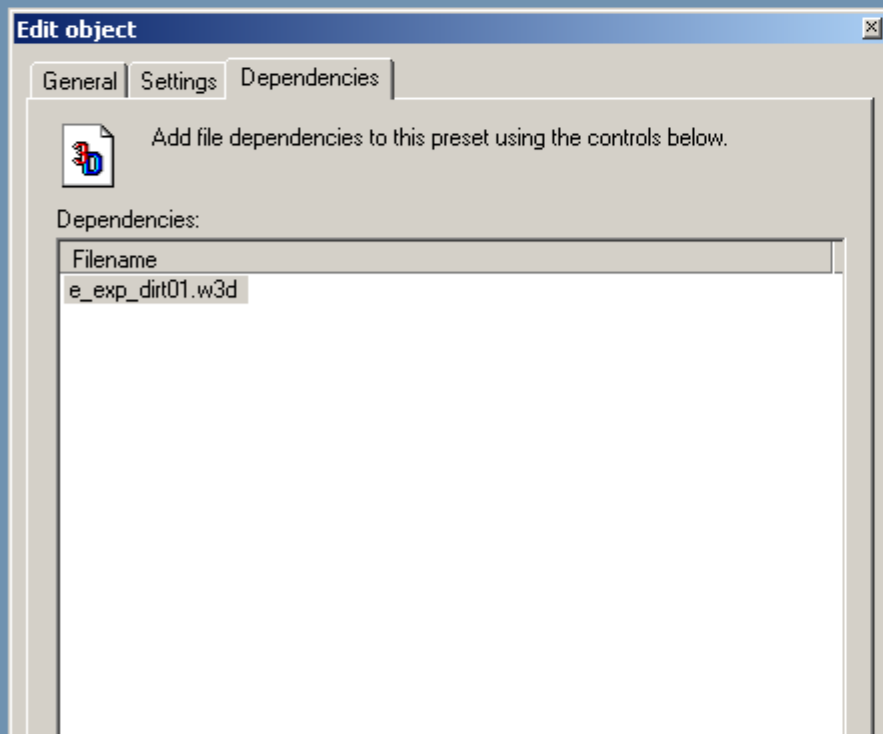 Edit object
General Settings Dependencies
3D
Add file dependencies to this preset using the controls below.
Dependencies:
Filename
e_exp_dirt01.w3d